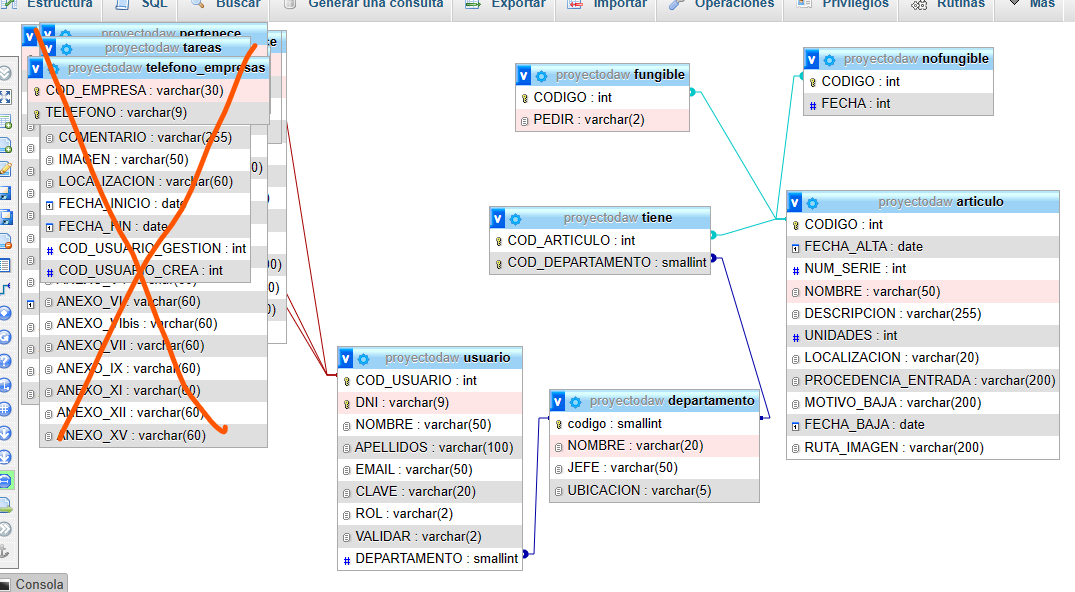 Estructura SQL Buscar Generar una consulta Exportar Importar Operaciones Privilegios Rutinas Más
proyectodaw pertenece
proyectodaw tareas
proyectodaw telefono_empresas
COD_EMPRESA : varchar(30)
TELEFONO : varchar(9)
COMENTARIO : varchar(255)
IMAGEN : varchar(50)
LOCALIZACION : varchar(60)
FECHA_INICIO : date
FECHA_FIN : date
COD_USUARIO_GESTION : int
COD_USUARIO_CREA : int
ANEXO_VI : varchar(60)
ANEXO_VIbis : varchar(60)
ANEXO_VII : varchar(60)
ANEXO_IX : varchar(60)
ANEXO_XI : varchar(60)
ANEXO_XII : varchar(60)
ANEXO_XV : varchar(60)
proyectodaw fungible
CODIGO : int
PEDIR : varchar(2)
proyectodaw nofungible
CODIGO : int
FECHA : int
proyectodaw tiene
COD_ARTICULO : int
COD_DEPARTAMENTO : smallint
proyectodaw articulo
CODIGO : int
FECHA_ALTA : date
NUM_SERIE : int
NOMBRE : varchar(50)
DESCRIPCION : varchar(255)
UNIDADES : int
LOCALIZACION : varchar(20)
PROCEDENCIA_ENTRADA : varchar(200)
MOTIVO_BAJA : varchar(200)
FECHA_BAJA : date
RUTA_IMAGEN : varchar(200)
proyectodaw usuario
COD_USUARIO : int
DNI : varchar(9)
NOMBRE : varchar(50)
APELLIDOS : varchar(100)
EMAIL : varchar(50)
CLAVE : varchar(20)
ROL : varchar(2)
VALIDAR : varchar(2)
DEPARTAMENTO : smallint
proyectodaw departamento
codigo : smallint
NOMBRE : varchar(20)
JEFE : varchar(50)
UBICACION : varchar(5)
Consola